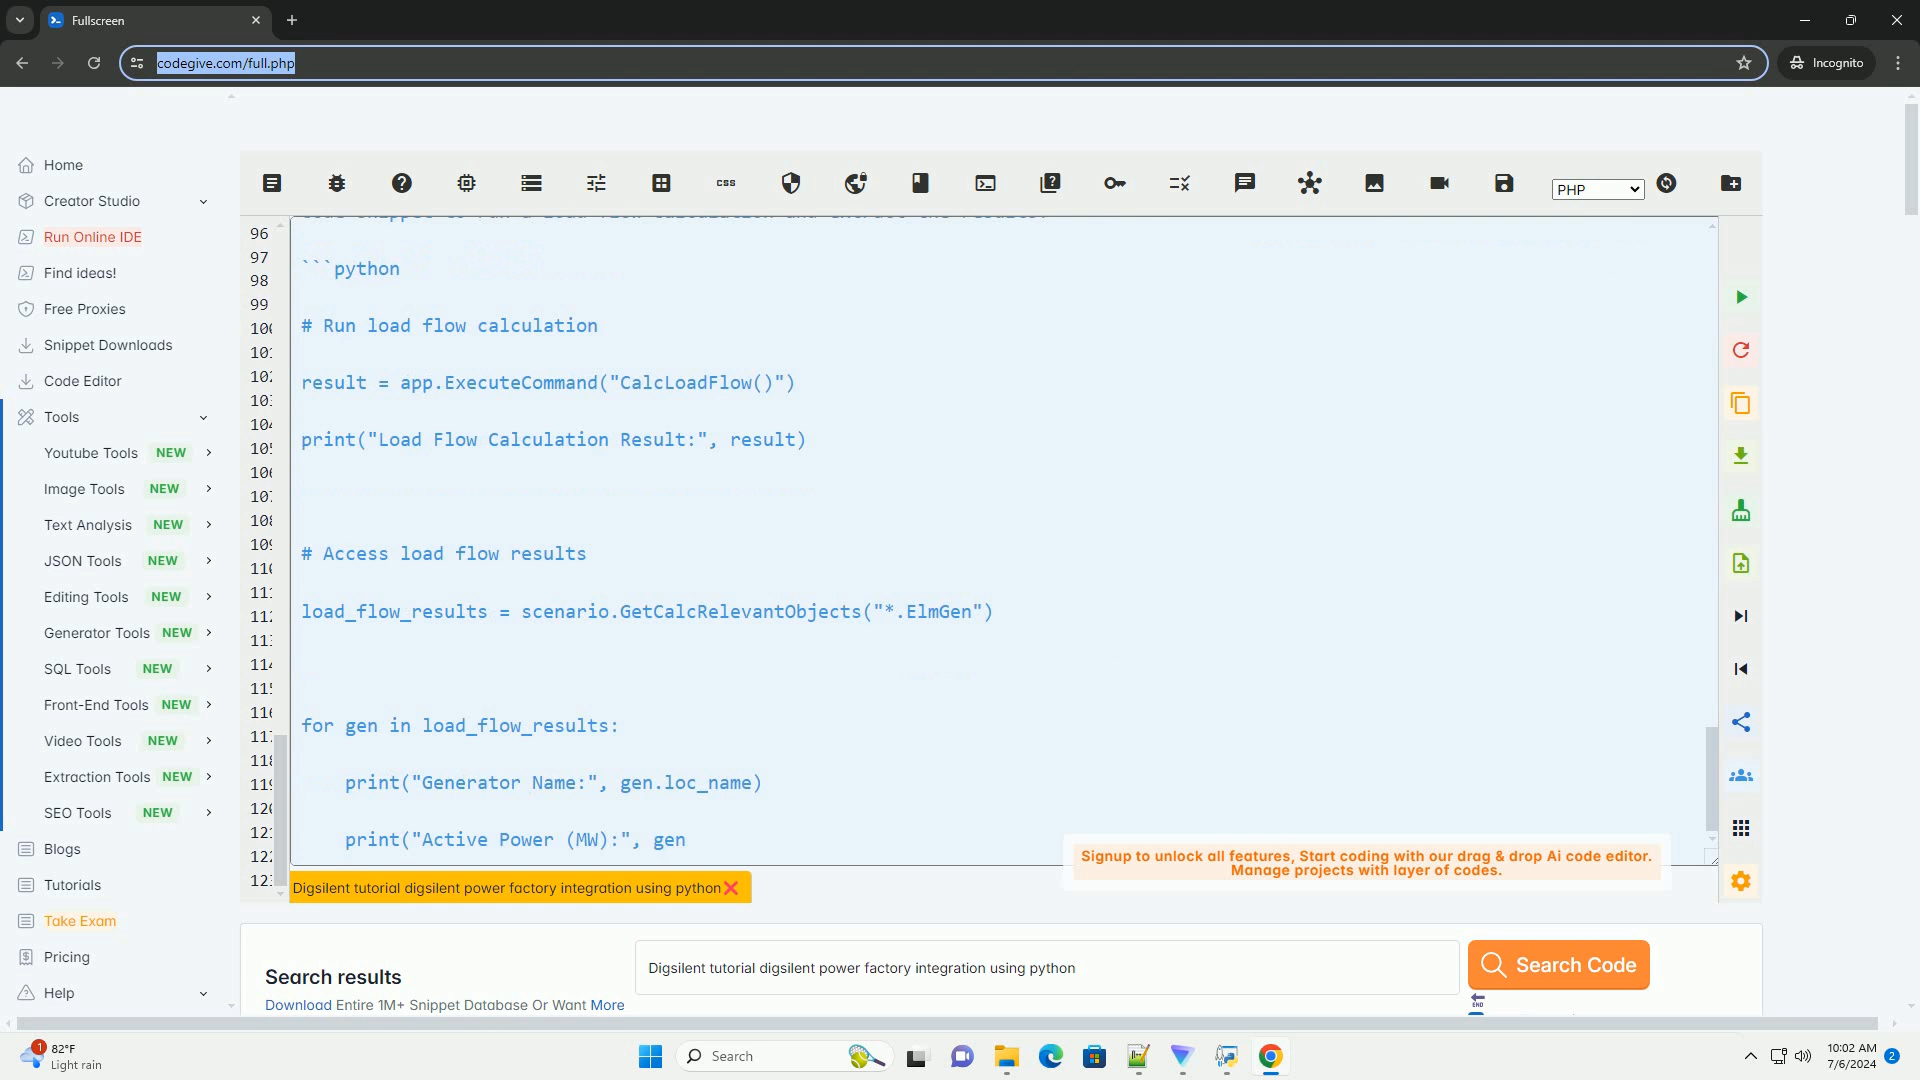 Fullscreen
codegive.com/full.php
Incognito
Home
Creator Studio
Run Online IDE
Find ideas!
Free Proxies
Snippet Downloads
Code Editor
Tools
Youtube Tools NEW
Image Tools NEW
Text Analysis NEW
JSON Tools NEW
Editing Tools NEW
Generator Tools NEW
SQL Tools NEW
Front-End Tools NEW
Video Tools NEW
Extraction Tools NEW
SEO Tools NEW
Blogs
Tutorials
Take Exam
Pricing
Help
css
PHP
96
97
98
99
```python
# Run load flow calculation
result = app.ExecuteCommand("CalcLoadFlow()")
print("Load Flow Calculation Result:", result)
# Access load flow results
load_flow_results = scenario.GetCalcRelevantObjects("*.ElmGen")
for gen in load_flow_results:
print("Generator Name:", gen.loc_name)
print("Active Power (MW):", gen
Signup to unlock all features, Start coding with our drag & drop Ai code editor.
Manage projects with layer of codes.
Digsilent tutorial digsilent power factory integration using python
Search results
Digsilent tutorial digsilent power factory integration using python
Search Code
Download Entire 1M+ Snippet Database Or Want More
END
1
82°F
Light rain
Search
10:02 AM
7/6/2024
2